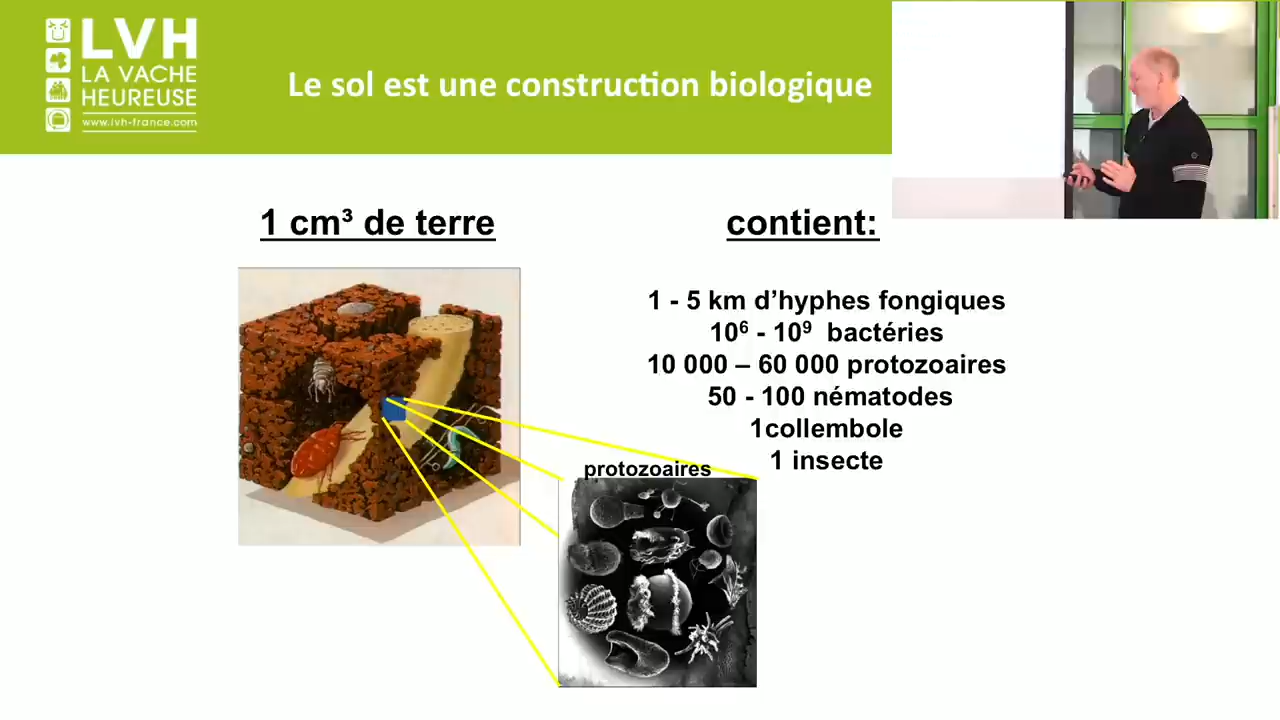 LVH
LA VACHE
HEUREUSE
www.lvh-france.com
Le sol est une construction biologique
1 cm³ de terre
contient:
1 - 5 km d’hyphes fongiques
10⁶ - 10⁹ bactéries
10 000 – 60 000 protozoaires
50 - 100 nématodes
1collembole
1 insecte
protozoaires